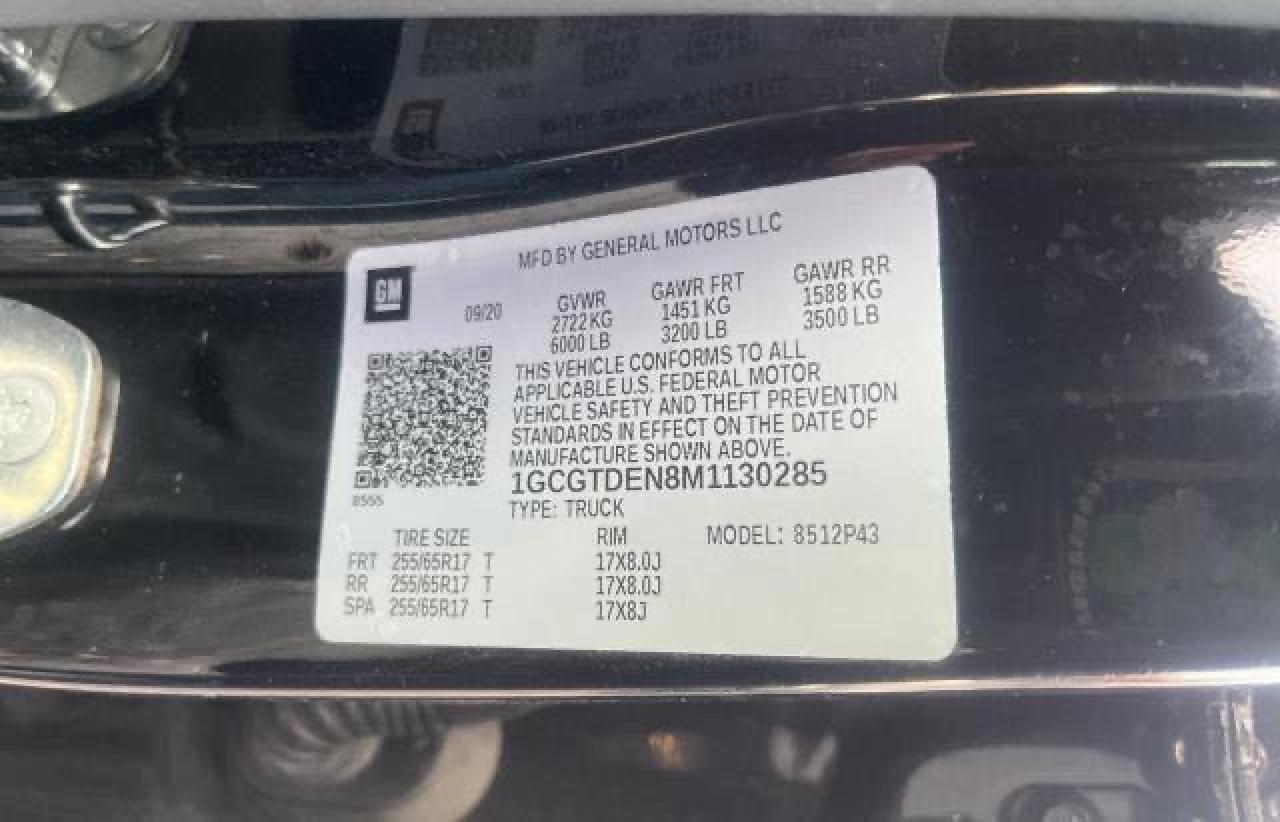 MFD BY GENERAL MOTORS LLC
GM
09/20
GVWR GAWR FRT GAWR RR
2722 KG 1451 KG 1588 KG
6000 LB 3200 LB 3500 LB
THIS VEHICLE CONFORMS TO ALL
APPLICABLE U.S. FEDERAL MOTOR
VEHICLE SAFETY AND THEFT PREVENTION
STANDARDS IN EFFECT ON THE DATE OF
MANUFACTURE SHOWN ABOVE.
1GCGTDEN8M1130285
8555
TYPE: TRUCK
TIRE SIZE RIM MODEL: 8512P43
FRT 255/65R17 T 17X8.0J
RR 255/65R17 T 17X8.0J
SPA 255/65R17 T 17X8J